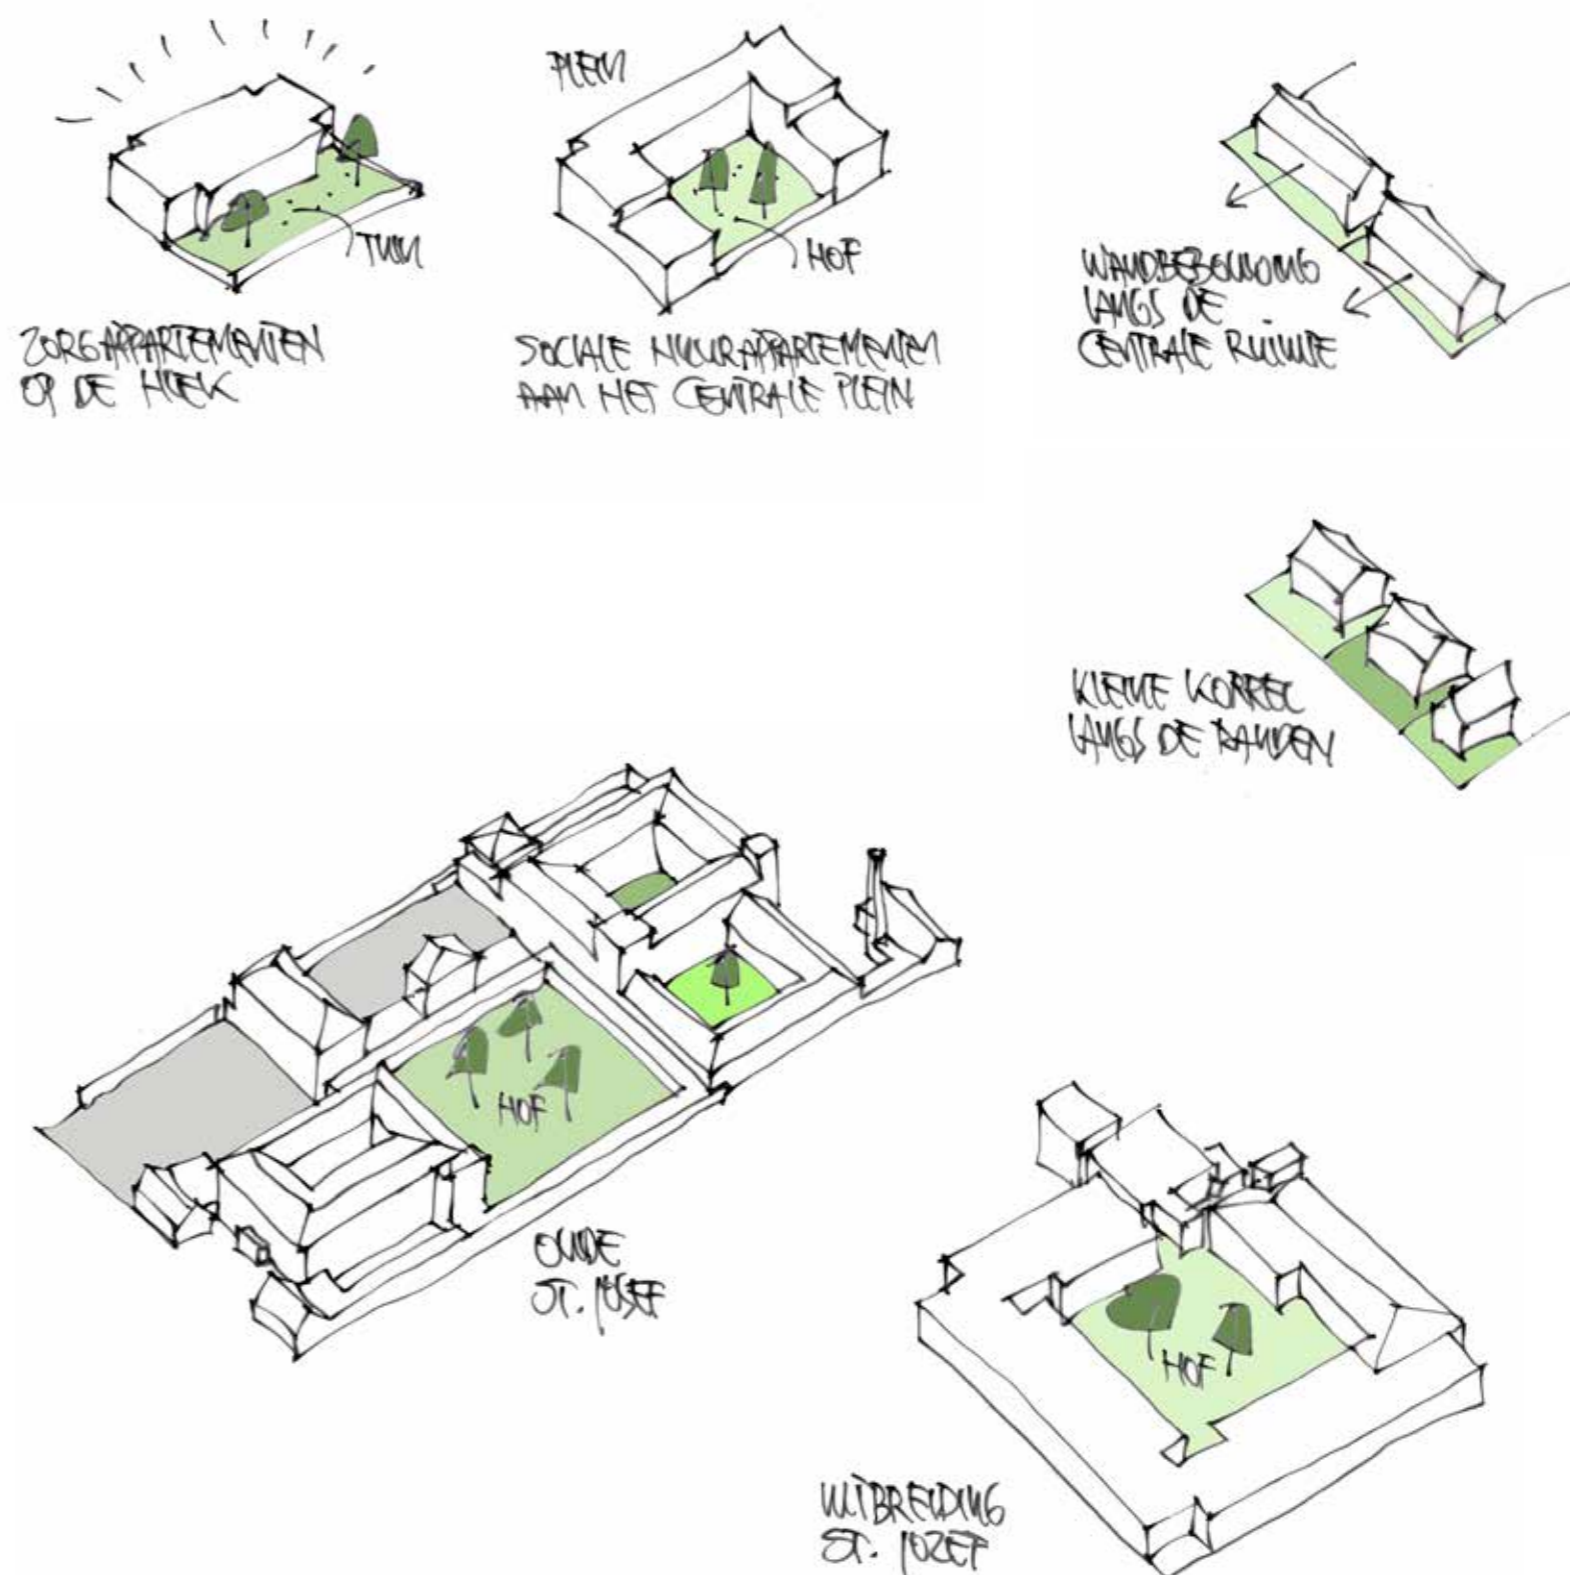 TUIN
ZORGAPPARTEMENTEN
OP DE HOEK
PLEIN
HOF
SOCIALE HUURAPPARTEMENTEN
AAN HET CENTRALE PLEIN
WANDBEBOUWING
LANGS DE
CENTRALE RUIMTE
KLEINE KORREL
LANGS DE RANDEN
HOF
OUDE
ST. JOSEF
HOF
UITBREIDING
ST. JOZEF